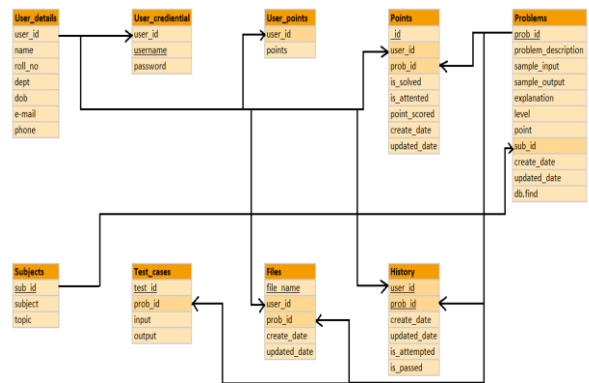 User_details
user_id
name
roll_no
dept
dob
e-mail
phone
User_crediential
user_id
username
password
User_points
user_id
points
Points
_id
user_id
prob_id
is_solved
is_attented
point_scored
create_date
updated_date
Problems
prob_id
problem_description
sample_input
sample_output
explanation
level
point
sub_id
create_date
updated_date
db.find
Subjects
sub_id
subject
topic
Test_cases
test_id
prob_id
input
output
Files
file_name
user_id
prob_id
create_date
updated_date
History
user_id
prob_id
create_date
updated_date
is_attempted
is_passed